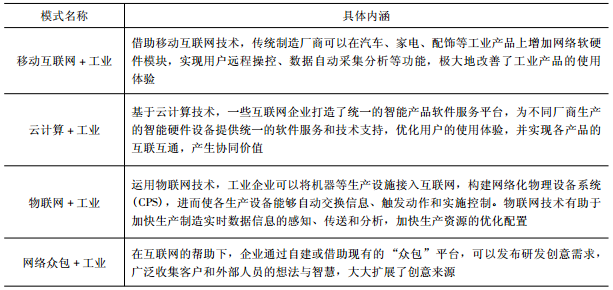 模式名称
具体内涵
移动互联网+工业
借助移动互联网技术，传统制造厂商可以在汽车、家电、配饰等工业产品上增加网络软硬
件模块，实现用户远程操控、数据自动采集分析等功能，极大地改善了工业产品的使用
体验
云计算+工业
基于云计算技术，一些互联网企业打造了统一的智能产品软件服务平台，为不同厂商生产
的智能硬件设备提供统一的软件服务和技术支持，优化用户的使用体验，并实现各产品的
互联互通，产生协同价值
物联网+工业
运用物联网技术，工业企业可以将机器等生产设施接入互联网，构建网络化物理设备系统
(CPS)，进而使各生产设备能够自动交换信息、触发动作和实施控制。物联网技术有助于
加快生产制造实时数据信息的感知、传送和分析，加快生产资源的优化配置
网络众包+工业
在互联网的帮助下，企业通过自建或借助现有的“众包”平台，可以发布研发创意需求，
广泛收集客户和外部人员的想法与智慧，大大扩展了创意来源